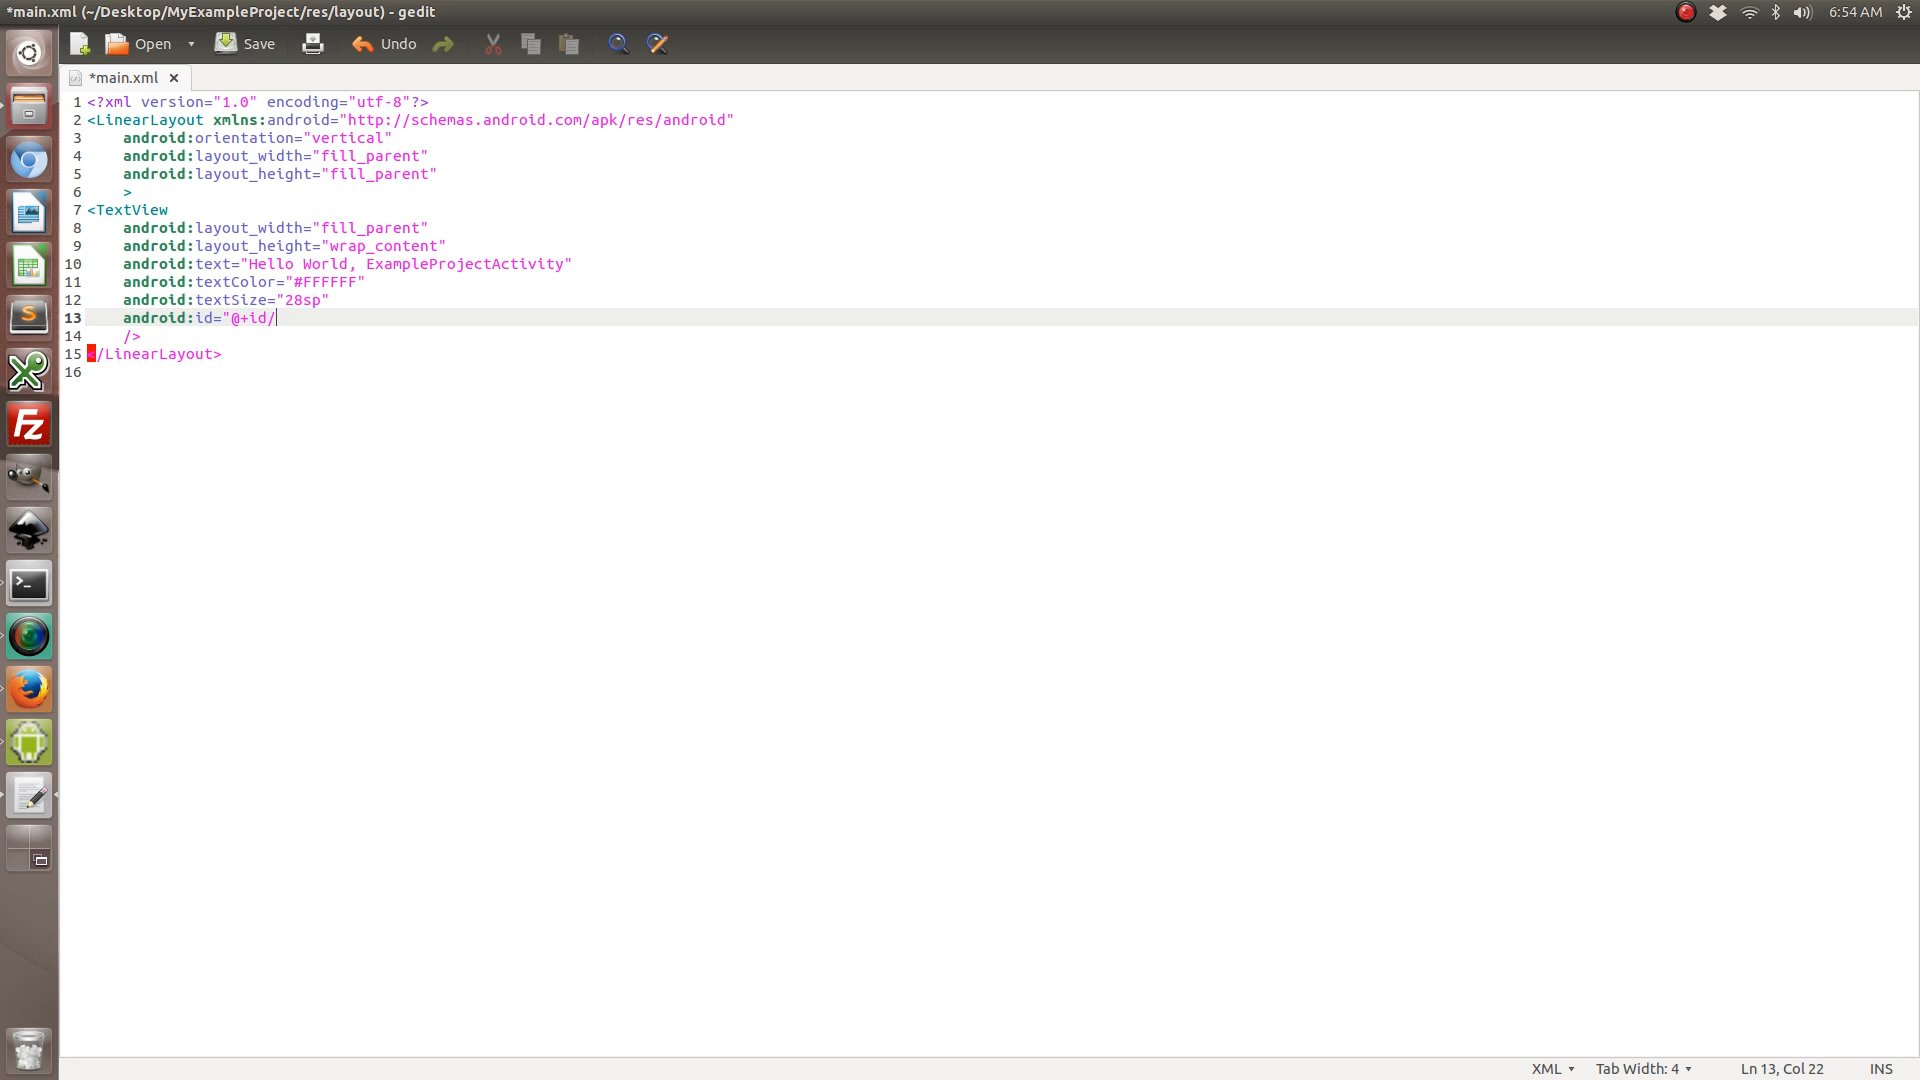 *main.xml (~/Desktop/MyExampleProject/res/layout) - gedit
6:54 AM
Open
Save
Undo
*main.xml
1 <?xml version="1.0" encoding="utf-8"?>
2 <LinearLayout xmlns:android="http://schemas.android.com/apk/res/android"
3     android:orientation="vertical"
4     android:layout_width="fill_parent"
5     android:layout_height="fill_parent"
6     >
7 <TextView
8     android:layout_width="fill_parent"
9     android:layout_height="wrap_content"
10     android:text="Hello World, ExampleProjectActivity"
11     android:textColor="#FFFFFF"
12     android:textSize="28sp"
13     android:id="@+id/
14     />
15 </LinearLayout>
16
S
Fz
>_
XML
Tab Width: 4
Ln 13, Col 22
INS